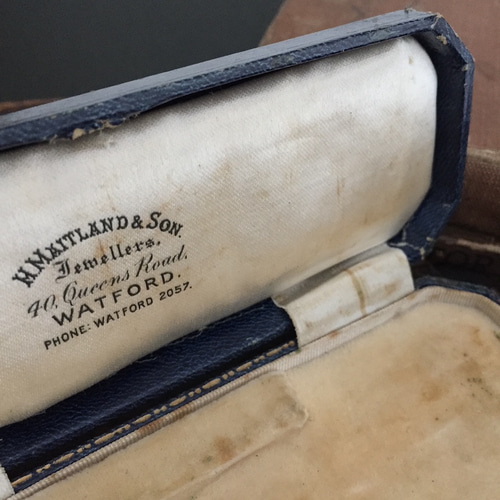 H. MAITLAND & SON.
Jewellers.
40, Queens Road.
WATFORD.
PHONE: WATFORD 2057.